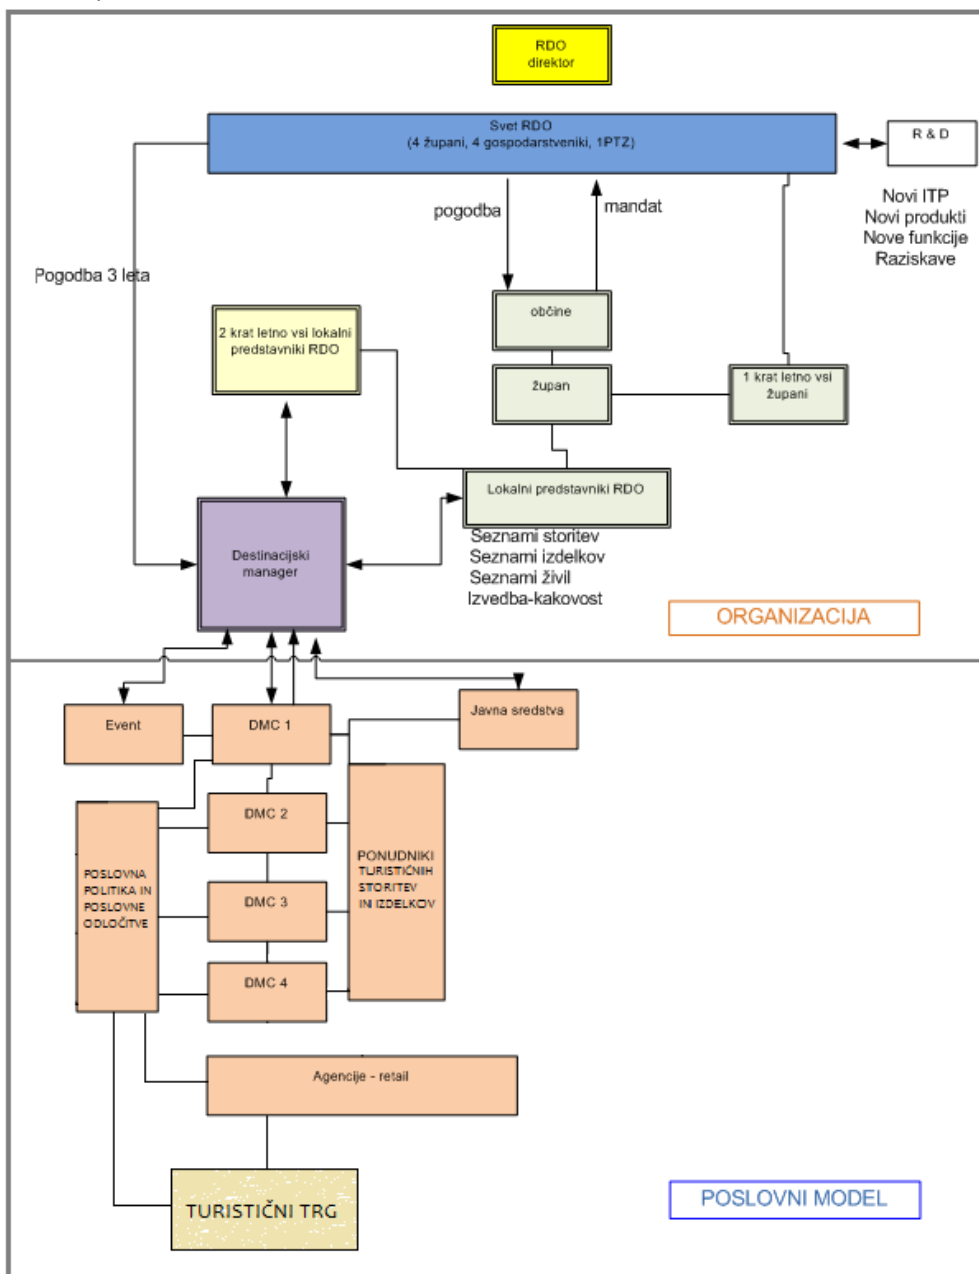 RDO
direktor
Svet RDO
(4 župani, 4 gospodarstveniki, 1PTZ)
R & D
Novi ITP
Novi produkti
Nove funkcije
Raziskave
pogodba
mandat
Pogodba 3 leta
občine
2 krat letno vsi lokalni
predstavniki RDO
župan
1 krat letno vsi
župani
Lokalni predstavniki RDO
Seznami storitev
Seznami izdelkov
Seznami živil
Izvedba-kakovost
Destinacijski
manager
ORGANIZACIJA
Event
DMC 1
Javna sredstva
DMC 2
PONUDNIKI
TURISTIČNIH
STORITEV
IN IZDELKOV
POSLOVNA
POLITIKA IN
POSLOVNE
ODLOČITVE
DMC 3
DMC 4
Agencije - retail
TURISTIČNI TRG
POSLOVNI MODEL